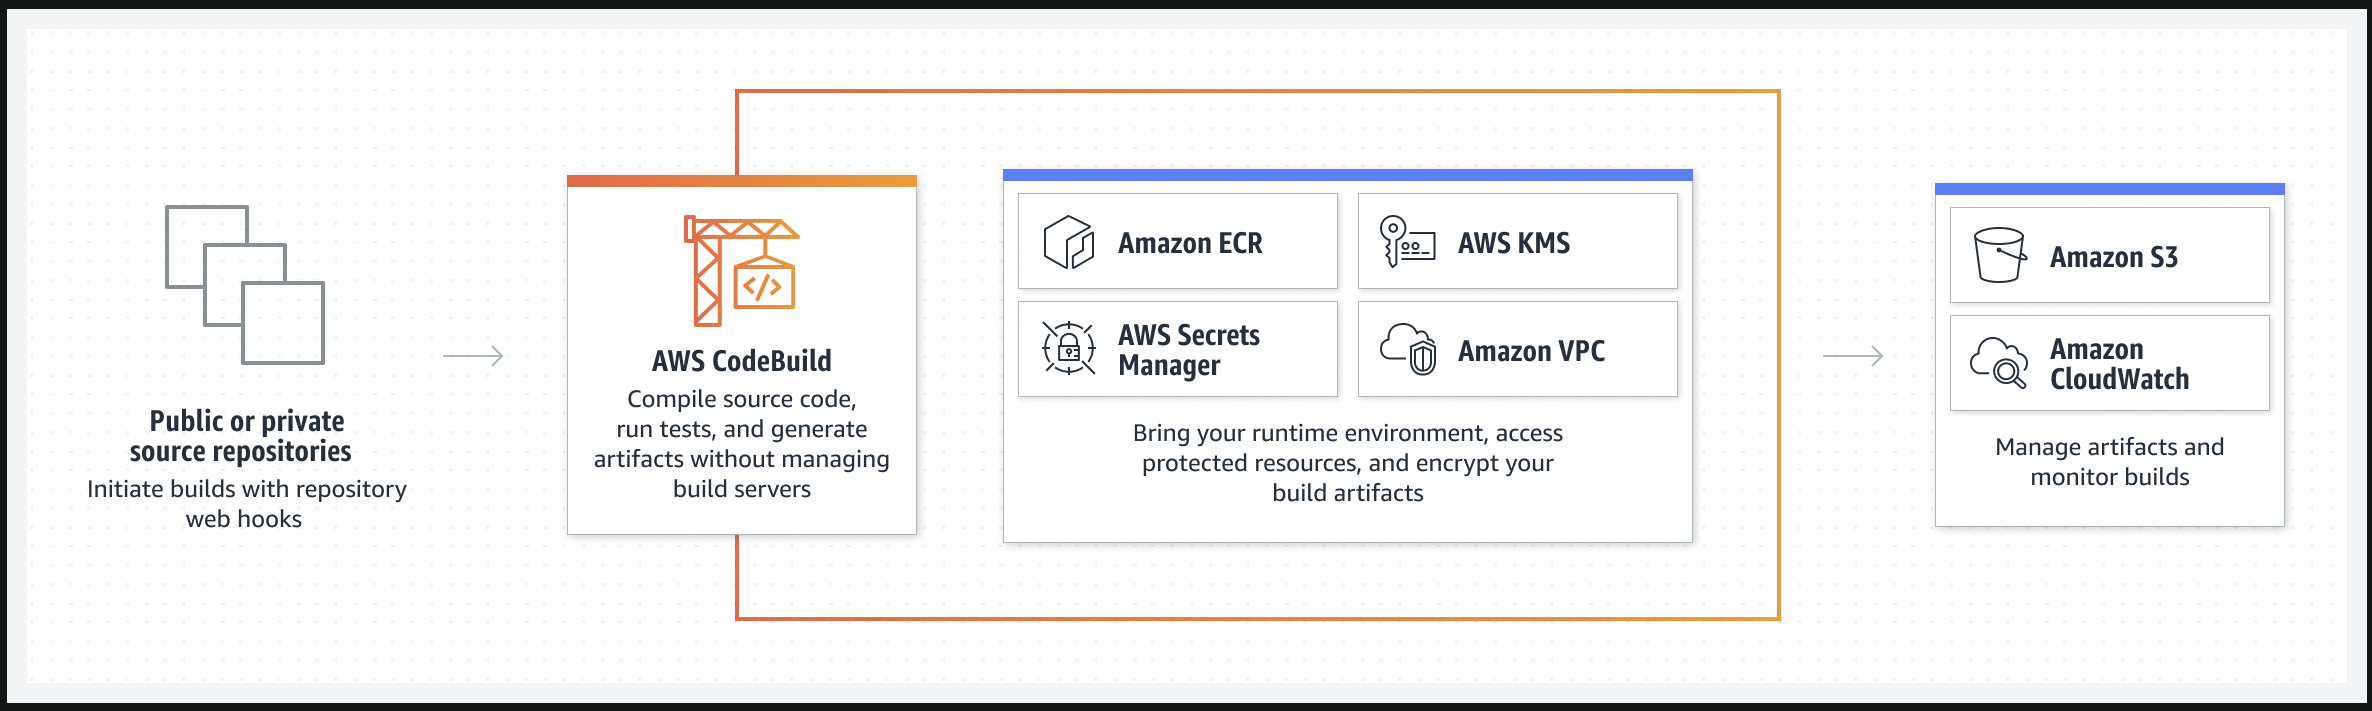 Public or private
source repositories
Initiate builds with repository
web hooks
</>
AWS CodeBuild
Compile source code,
run tests, and generate
artifacts without managing
build servers
Amazon ECR
AWS KMS
AWS Secrets
Manager
Amazon VPC
Bring your runtime environment, access
protected resources, and encrypt your
build artifacts
Amazon S3
Amazon
CloudWatch
Manage artifacts and
monitor builds